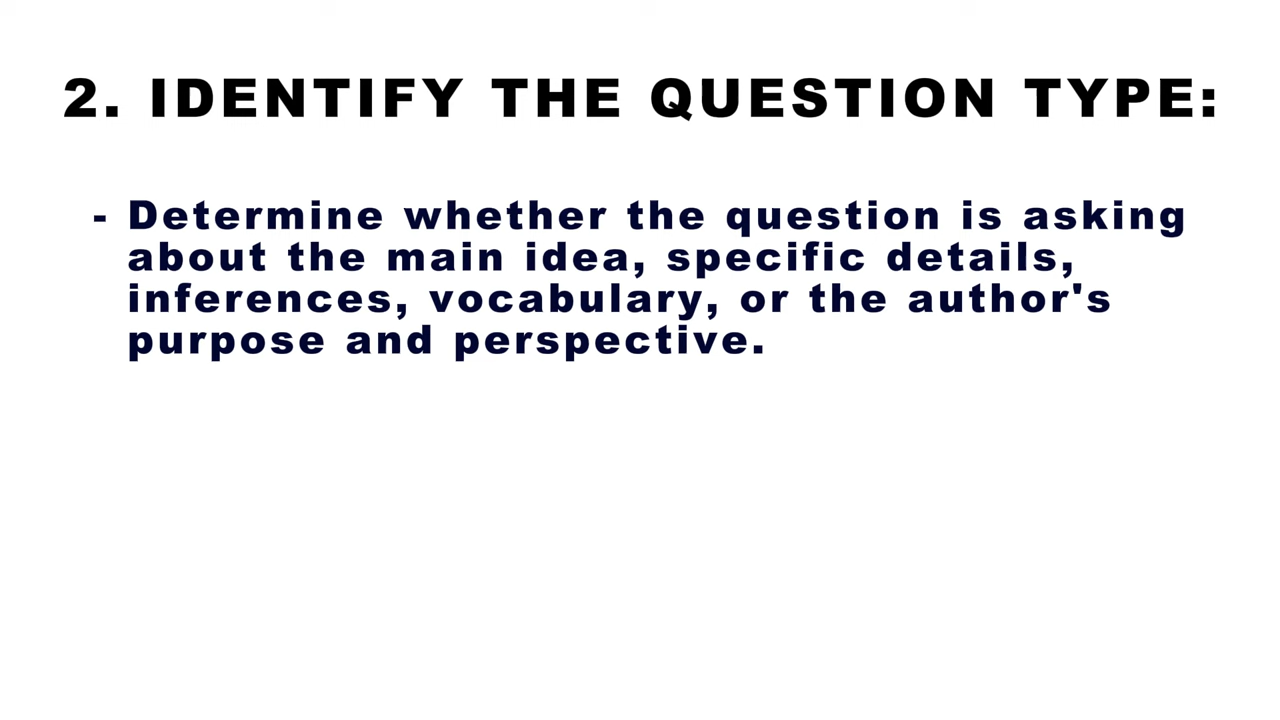 2. IDENTIFY THE QUESTION TYPE:
- Determine whether the question is asking
about the main idea, specific details,
inferences, vocabulary, or the author's
purpose and perspective.